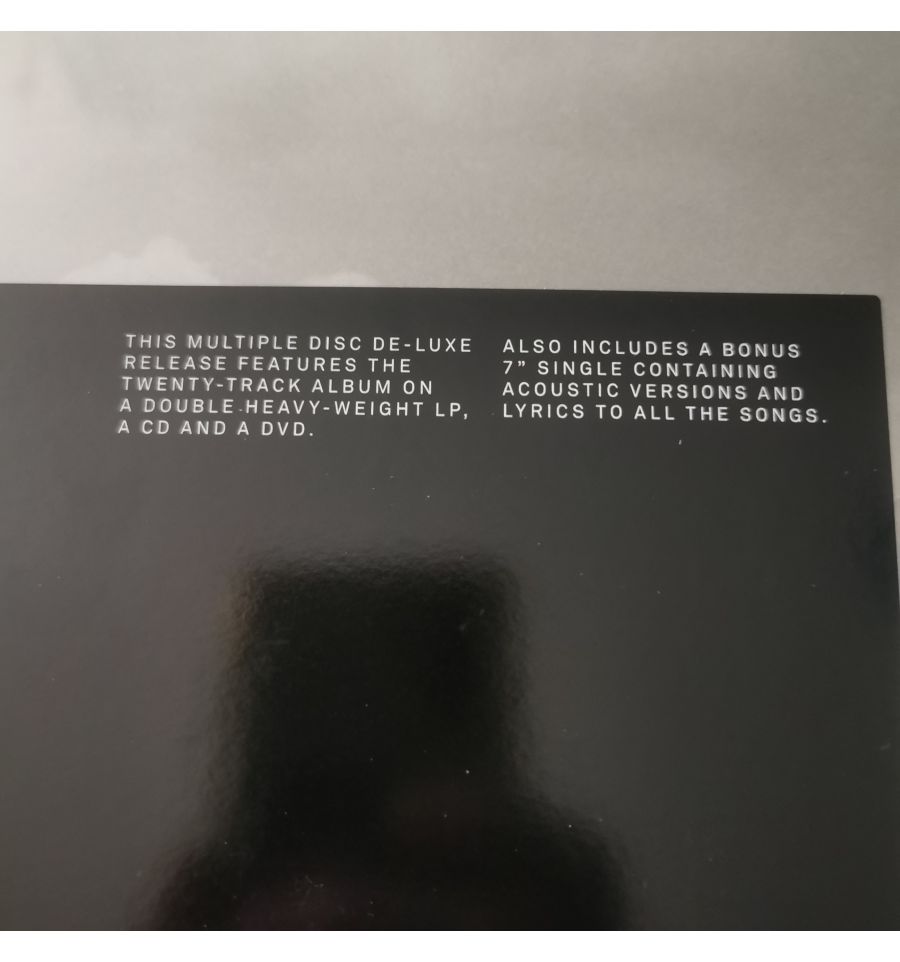 THIS MULTIPLE DISC DE-LUXE
RELEASE FEATURES THE
TWENTY-TRACK ALBUM ON
A DOUBLE HEAVY-WEIGHT LP,
A CD AND A DVD.
ALSO INCLUDES A BONUS
7” SINGLE CONTAINING
ACOUSTIC VERSIONS AND
LYRICS TO ALL THE SONGS.